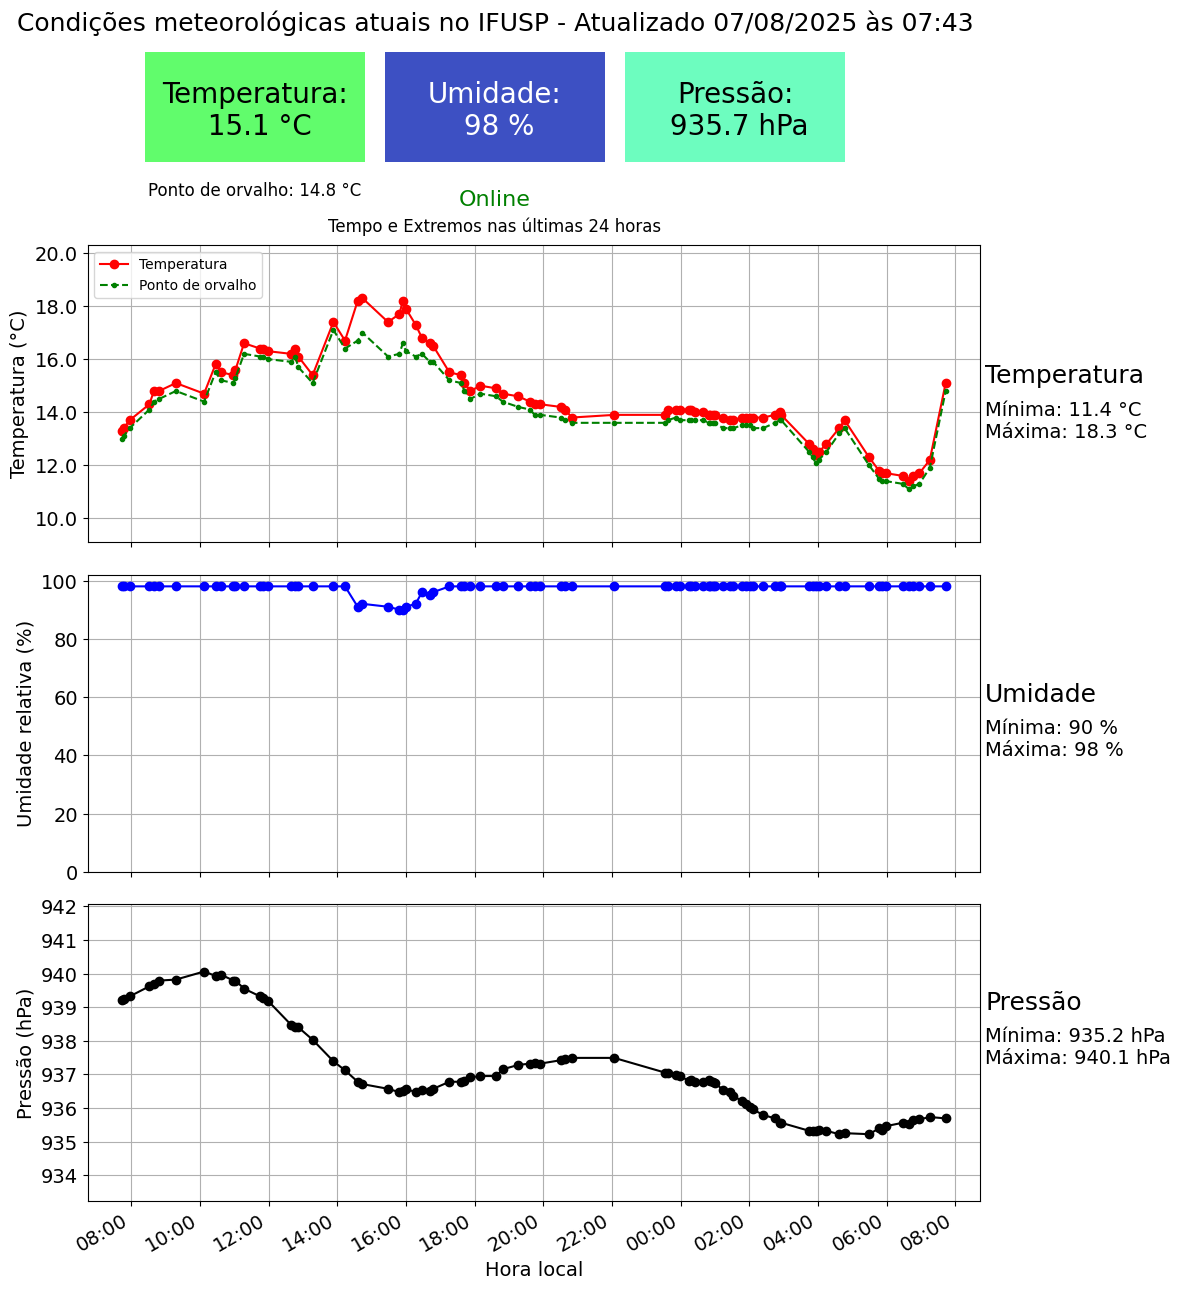 Condições meteorológicas atuais no IFUSP - Atualizado 07/08/2025 às 07:43
Temperatura:
15.1 °C
Umidade:
98 %
Pressão:
935.7 hPa
Ponto de orvalho: 14.8 °C
Online
Tempo e Extremos nas últimas 24 horas
Temperatura
Ponto de orvalho
Temperatura (°C)
20.0
18.0
16.0
14.0
12.0
10.0
Temperatura
Mínima: 11.4 °C
Máxima: 18.3 °C
Umidade relativa (%)
100
80
60
40
20
0
Umidade
Mínima: 90 %
Máxima: 98 %
Pressão (hPa)
942
941
940
939
938
937
936
935
934
Pressão
Mínima: 935.2 hPa
Máxima: 940.1 hPa
08:00 10:00 12:00 14:00 16:00 18:00 20:00 22:00 00:00 02:00 04:00 06:00 08:00
Hora local